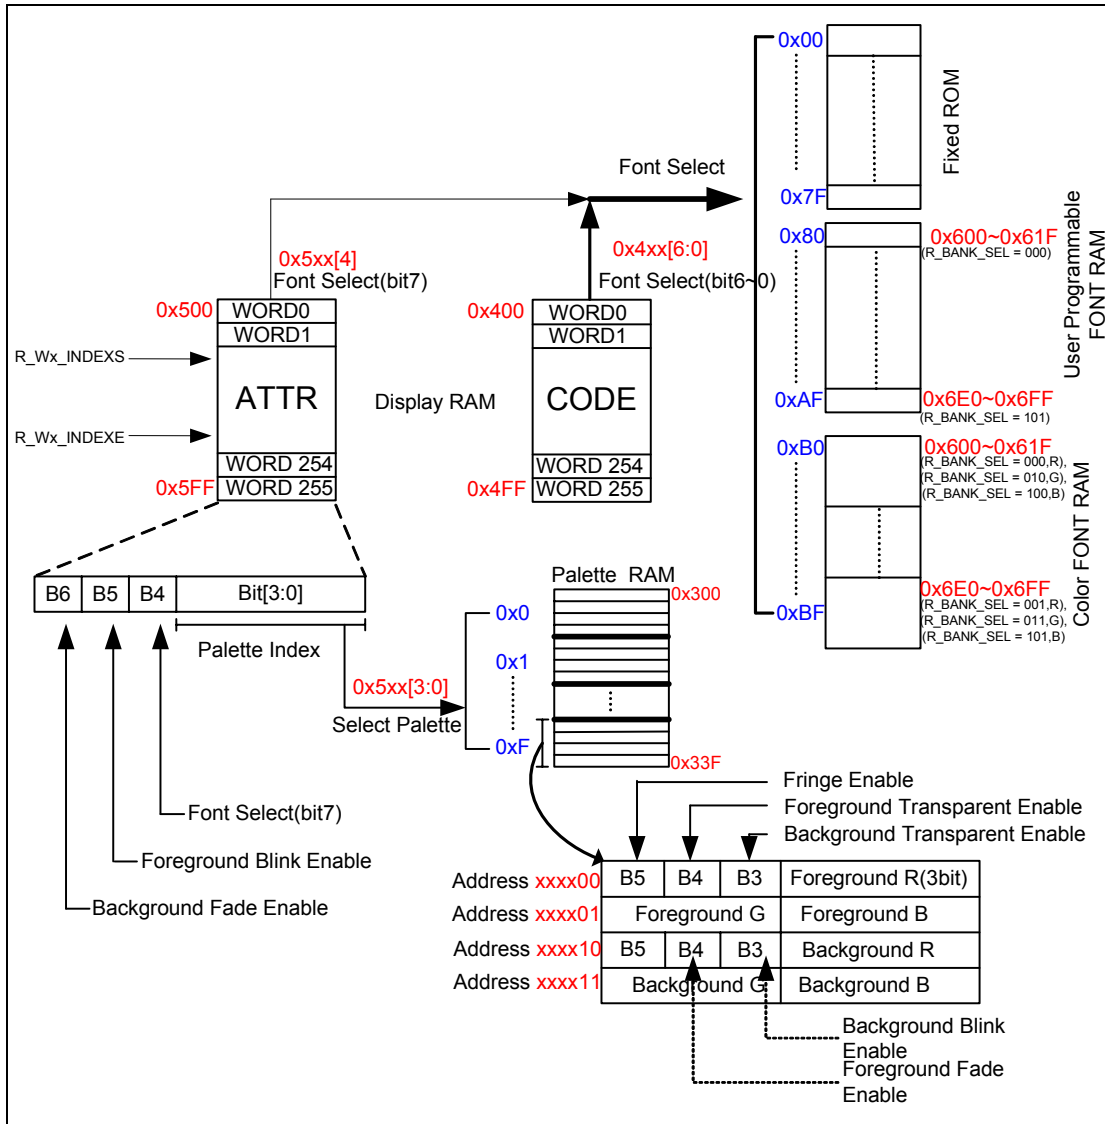 0x00
0x7F
Fixed ROM
Font Select
0x80
0xAF
0x600~0x61F
(R_BANK_SEL = 000)
0x6E0~0x6FF
(R_BANK_SEL = 101)
User Programmable
FONT RAM
0xB0
0xBF
0x600~0x61F
(R_BANK_SEL = 000,R),
(R_BANK_SEL = 010,G),
(R_BANK_SEL = 100,B)
0x6E0~0x6FF
(R_BANK_SEL = 001,R),
(R_BANK_SEL = 011,G),
(R_BANK_SEL = 101,B)
Color FONT RAM
0x5xx[4]
Font Select(bit7)
0x4xx[6:0]
Font Select(bit6~0)
0x500
WORD0
WORD1
R_Wx_INDEXS
ATTR
R_Wx_INDEXE
WORD 254
0x5FF
WORD 255
Display RAM
0x400
WORD0
WORD1
CODE
WORD 254
0x4FF
WORD 255
B6
B5
B4
Bit[3:0]
Palette Index
0x5xx[3:0]
Select Palette
Font Select(bit7)
Foreground Blink Enable
Background Fade Enable
Palette RAM
0x300
0x0
0x1
0xF
0x33F
Fringe Enable
Foreground Transparent Enable
Background Transparent Enable
Address xxxx00
B5
B4
B3
Foreground R(3bit)
Address xxxx01
Foreground G
Foreground B
Address xxxx10
B5
B4
B3
Background R
Address xxxx11
Background G
Background B
Background Blink
Enable
Foreground Fade
Enable